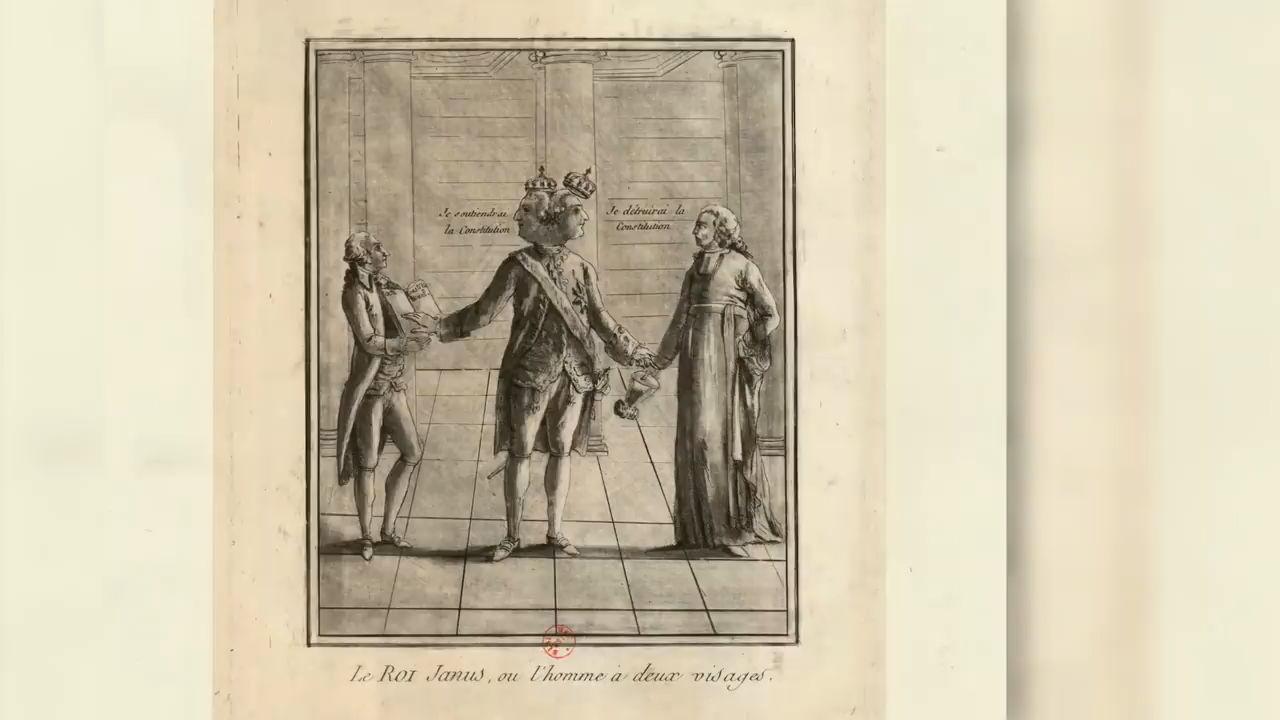 Je soutiendrai
la Constitution
Je détruirai la
Constitution
Le ROI Janus, ou l'homme à deux visages.